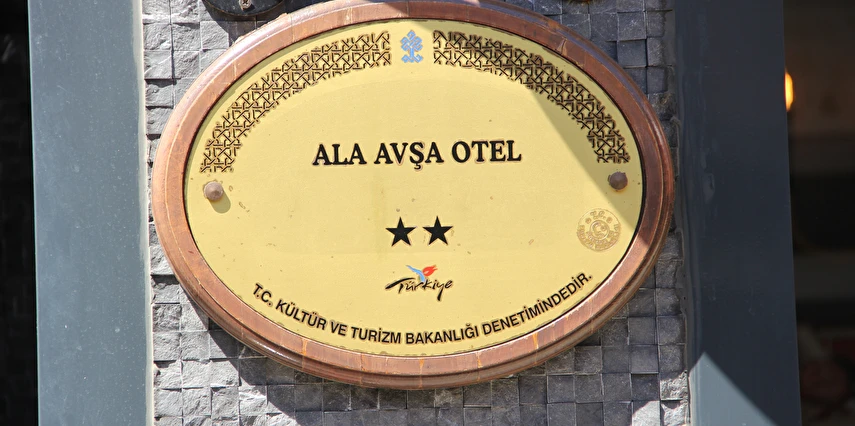 ALA AVŞA OTEL
★★
Türkiye
T.C. KÜLTÜR VE TURİZM BAKANLIĞI DENETİMİNDEDİR.
T.C.